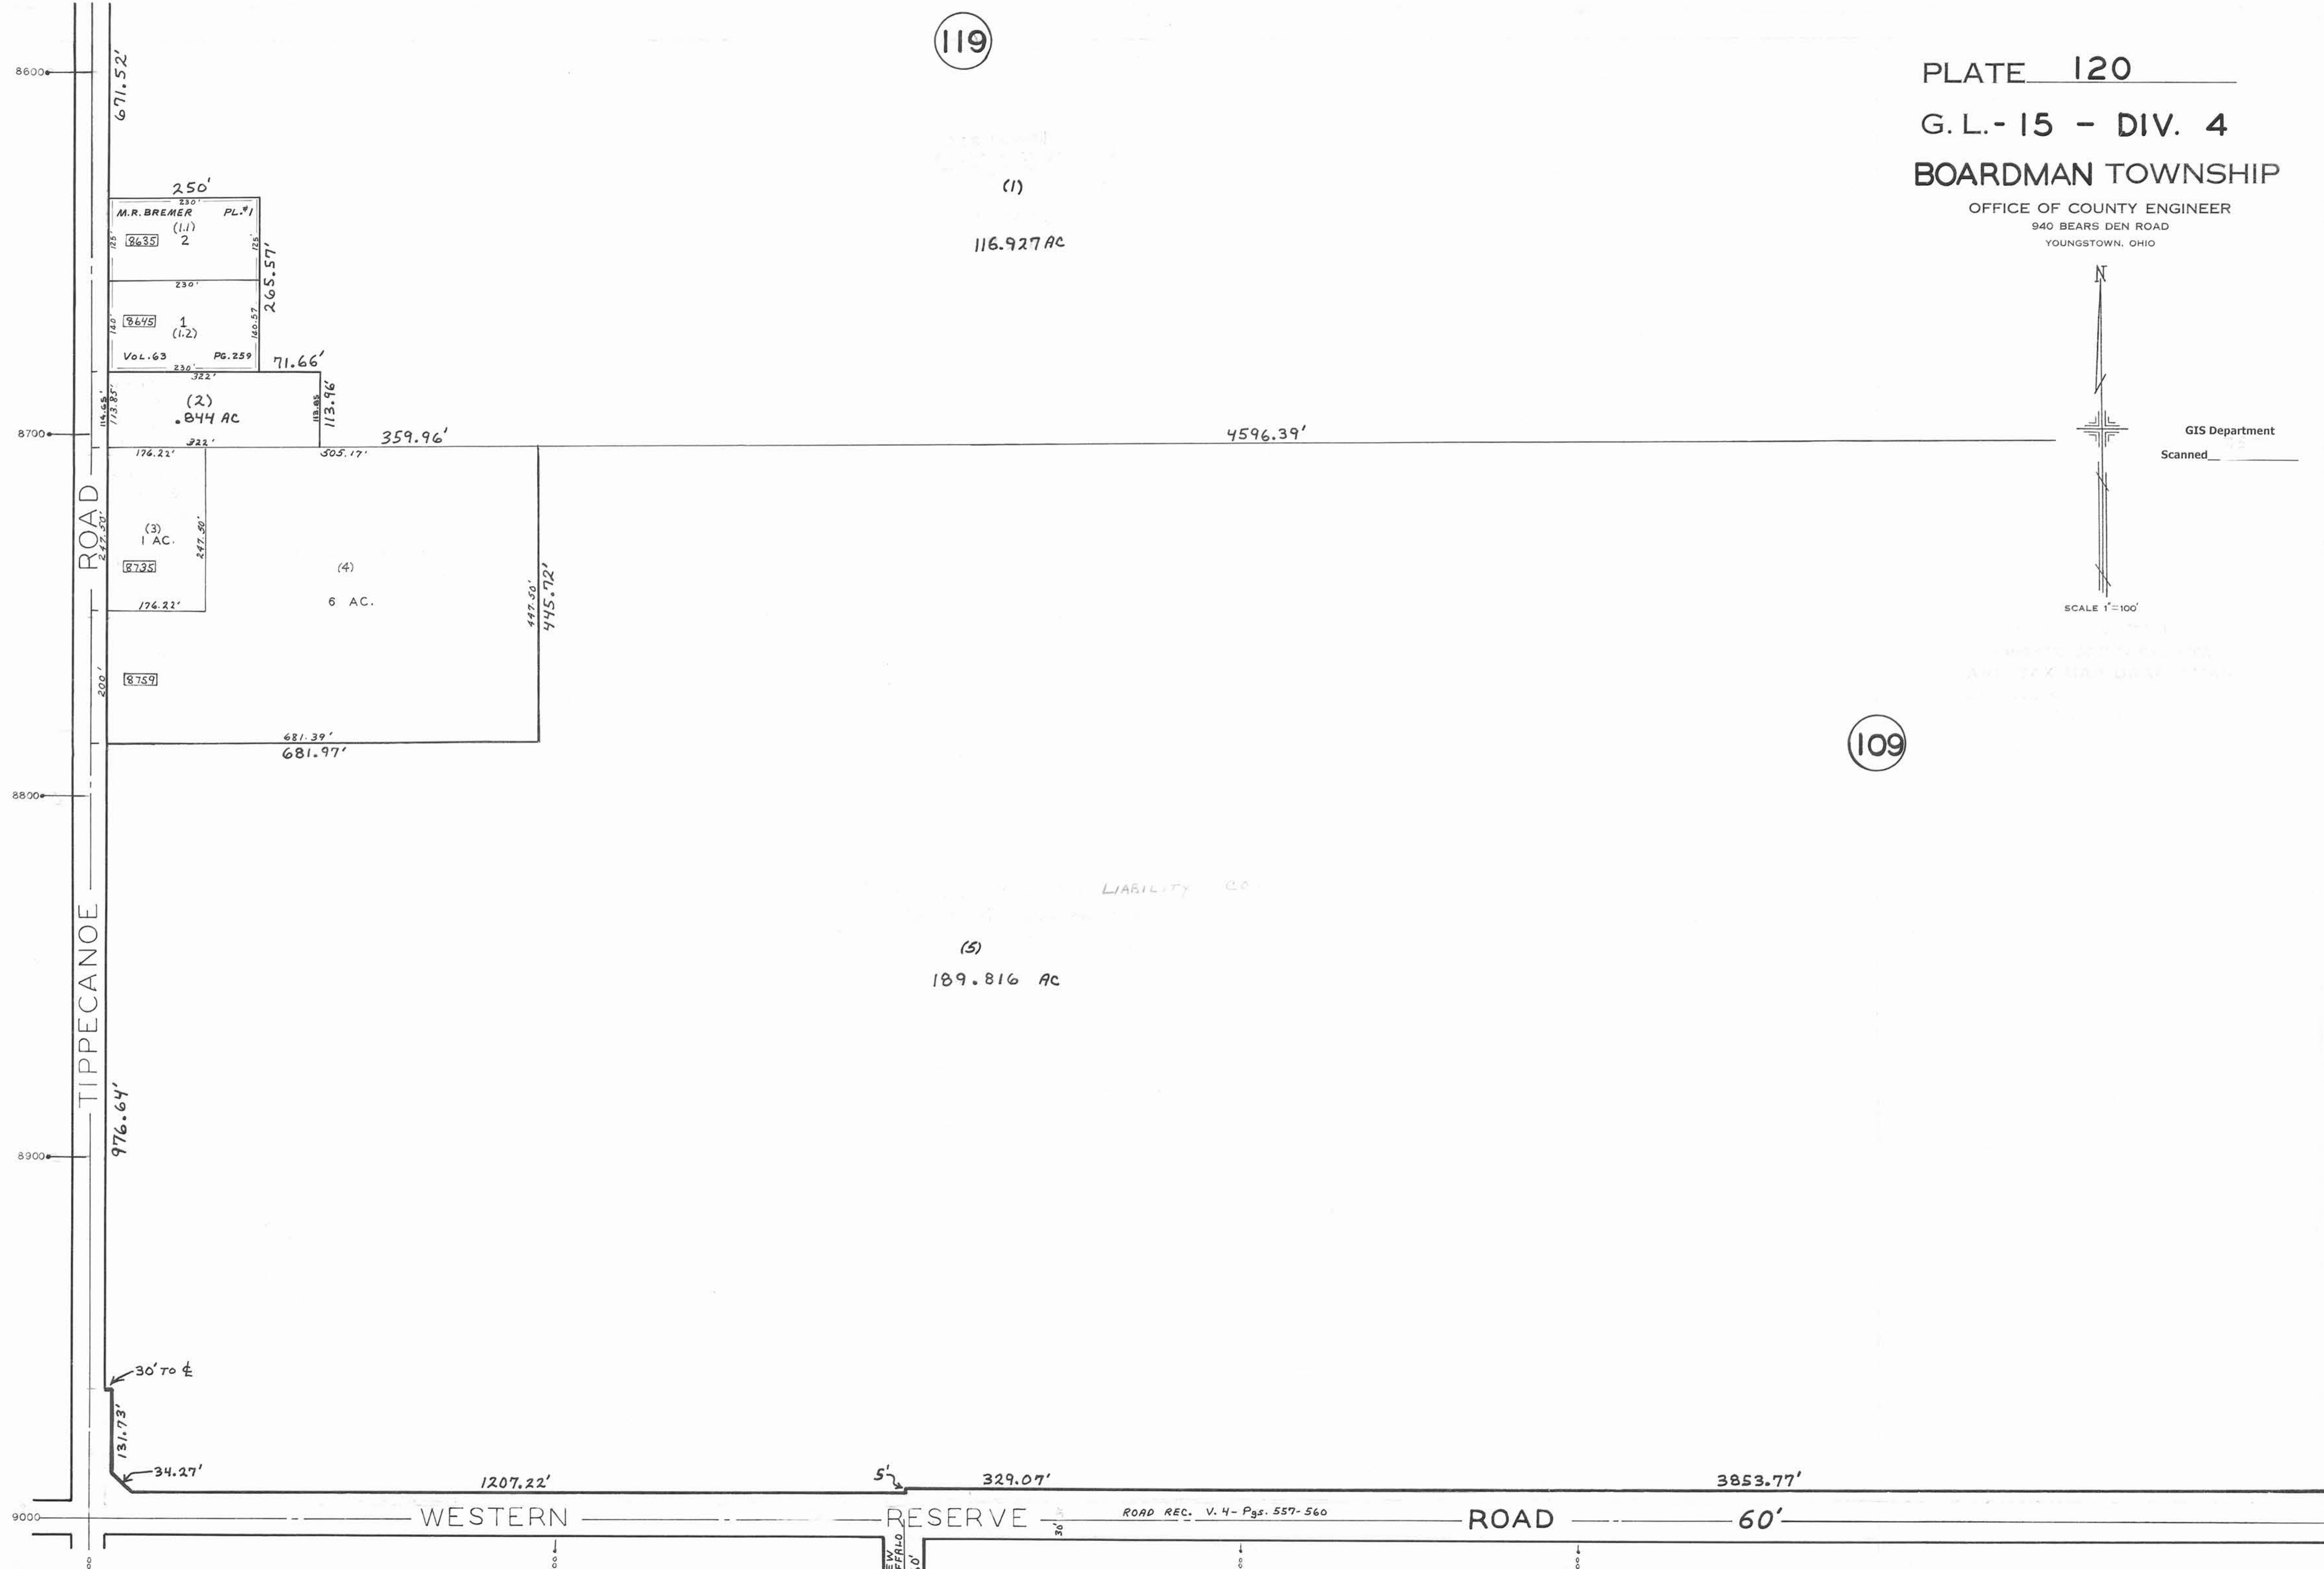 119
PLATE 120
G. L.- 15 - DIV. 4
BOARDMAN TOWNSHIP
OFFICE OF COUNTY ENGINEER
940 BEARS DEN ROAD
YOUNGSTOWN, OHIO
N
GIS Department
Scanned
SCALE 1"=100'
8600
671.52'
250'
230'
M.R. BREMER PL.#1
(1.1)
8635 2
125'
125'
265.57'
230'
8645 1
(1.2)
140'
140.57
VOL.63 PG.259
230'
71.66'
322'
(2)
.844 AC
114.65'
113.85'
113.85
113.96'
322'
(1)
116.927 AC
8700
359.96'
4596.39'
176.22'
505.17'
ROAD
247.50'
(3)
1 AC.
247.50'
8735
176.22'
(4)
6 AC.
447.50'
445.72'
200'
8759
681.39'
681.97'
109
8800
LIABILITY CO
(5)
189.816 AC
TIPPECANOE
976.64'
8900
30' TO ℄
131.73'
34.27'
1207.22'
5'
329.07'
3853.77'
9000
WESTERN RESERVE ROAD 60'
30'
ROAD REC. V. 4- Pgs. 557-560